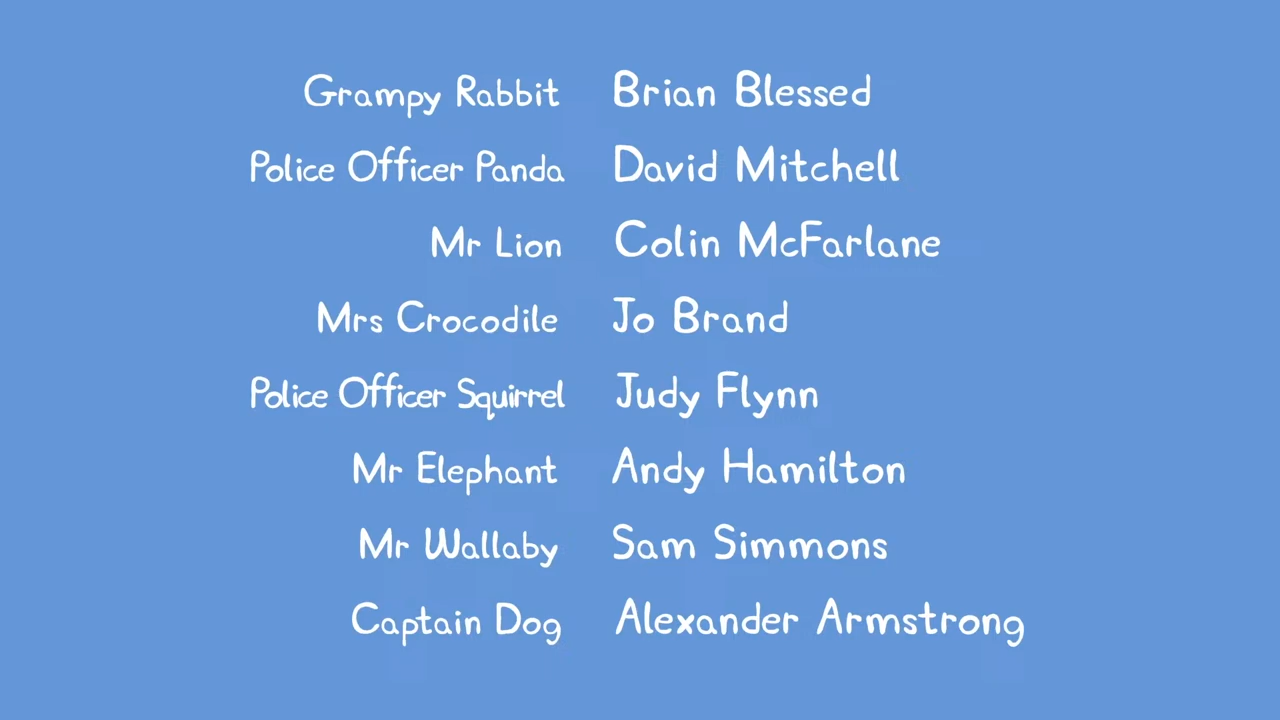 Grampy Rabbit Brian Blessed
Police Officer Panda David Mitchell
Mr Lion Colin McFarlane
Mrs Crocodile Jo Brand
Police Officer Squirrel Judy Flynn
Mr Elephant Andy Hamilton
Mr Wallaby Sam Simmons
Captain Dog Alexander Armstrong